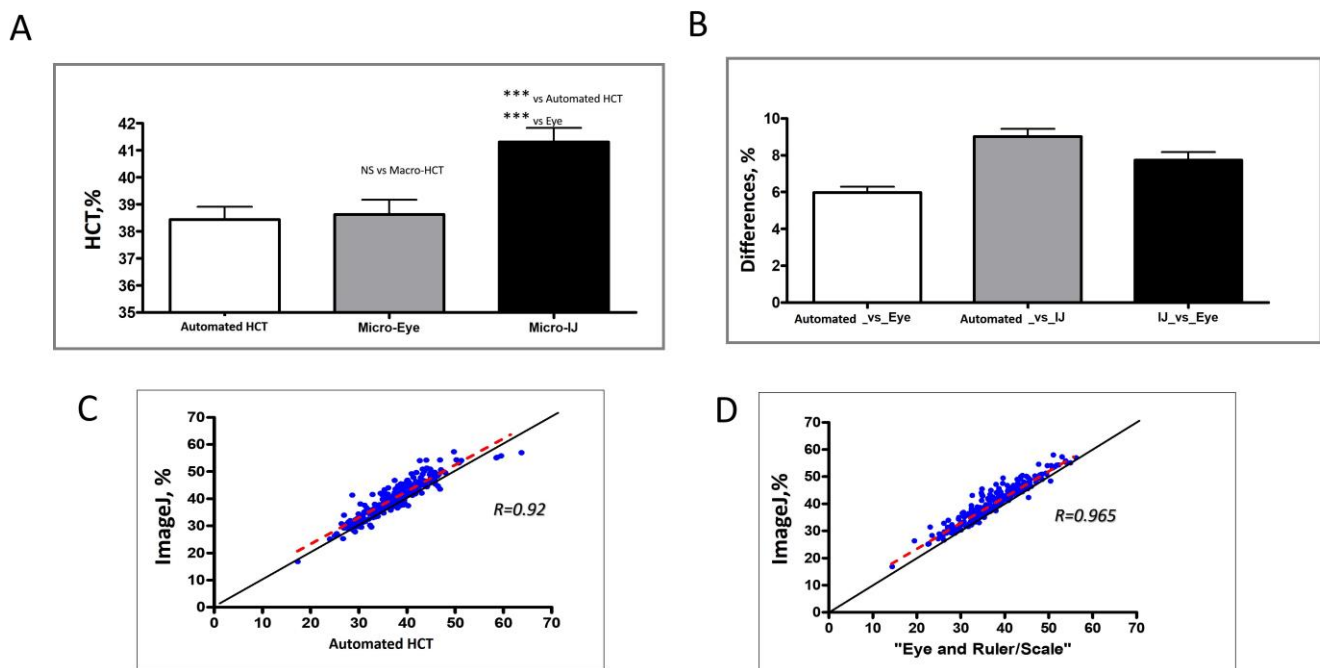 A
*** vs Automated HCT
*** vs Eye
NS vs Macro-HCT
HCT,%
42
41
40
39
38
37
36
35
Automated HCT
Micro-Eye
Micro-IJ
B
Differences, %
10
8
6
4
2
0
Automated _vs_Eye
Automated _vs_IJ
IJ_vs_Eye
C
ImageJ, %
70
60
50
40
30
20
10
0
R=0.92
0 10 20 30 40 50 60 70
Automated HCT
D
ImageJ,%
70
60
50
40
30
20
10
0
R=0.965
0 10 20 30 40 50 60 70
"Eye and Ruler/Scale"